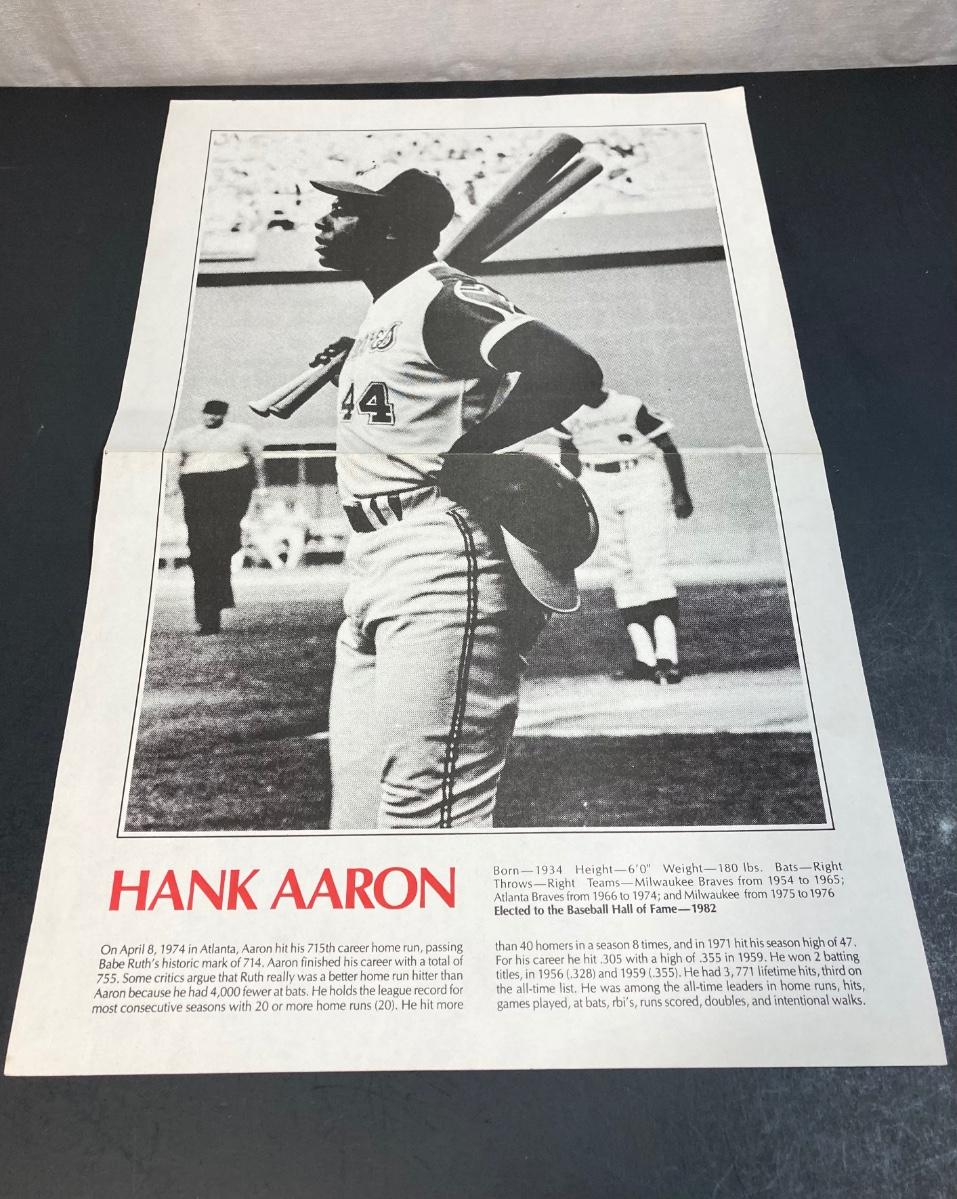 44
HANK AARON
Born—1934 Height—6'0" Weight—180 lbs. Bats—Right
Throws—Right Teams—Milwaukee Braves from 1954 to 1965;
Atlanta Braves from 1966 to 1974; and Milwaukee from 1975 to 1976
Elected to the Baseball Hall of Fame—1982
On April 8, 1974 in Atlanta, Aaron hit his 715th career home run, passing
Babe Ruth's historic mark of 714. Aaron finished his career with a total of
755. Some critics argue that Ruth really was a better home run hitter than
Aaron because he had 4,000 fewer at bats. He holds the league record for
most consecutive seasons with 20 or more home runs (20). He hit more
than 40 homers in a season 8 times, and in 1971 hit his season high of 47.
For his career he hit .305 with a high of .355 in 1959. He won 2 batting
titles, in 1956 (.328) and 1959 (.355). He had 3,771 lifetime hits, third on
the all-time list. He was among the all-time leaders in home runs, hits,
games played, at bats, rbi's, runs scored, doubles, and intentional walks.